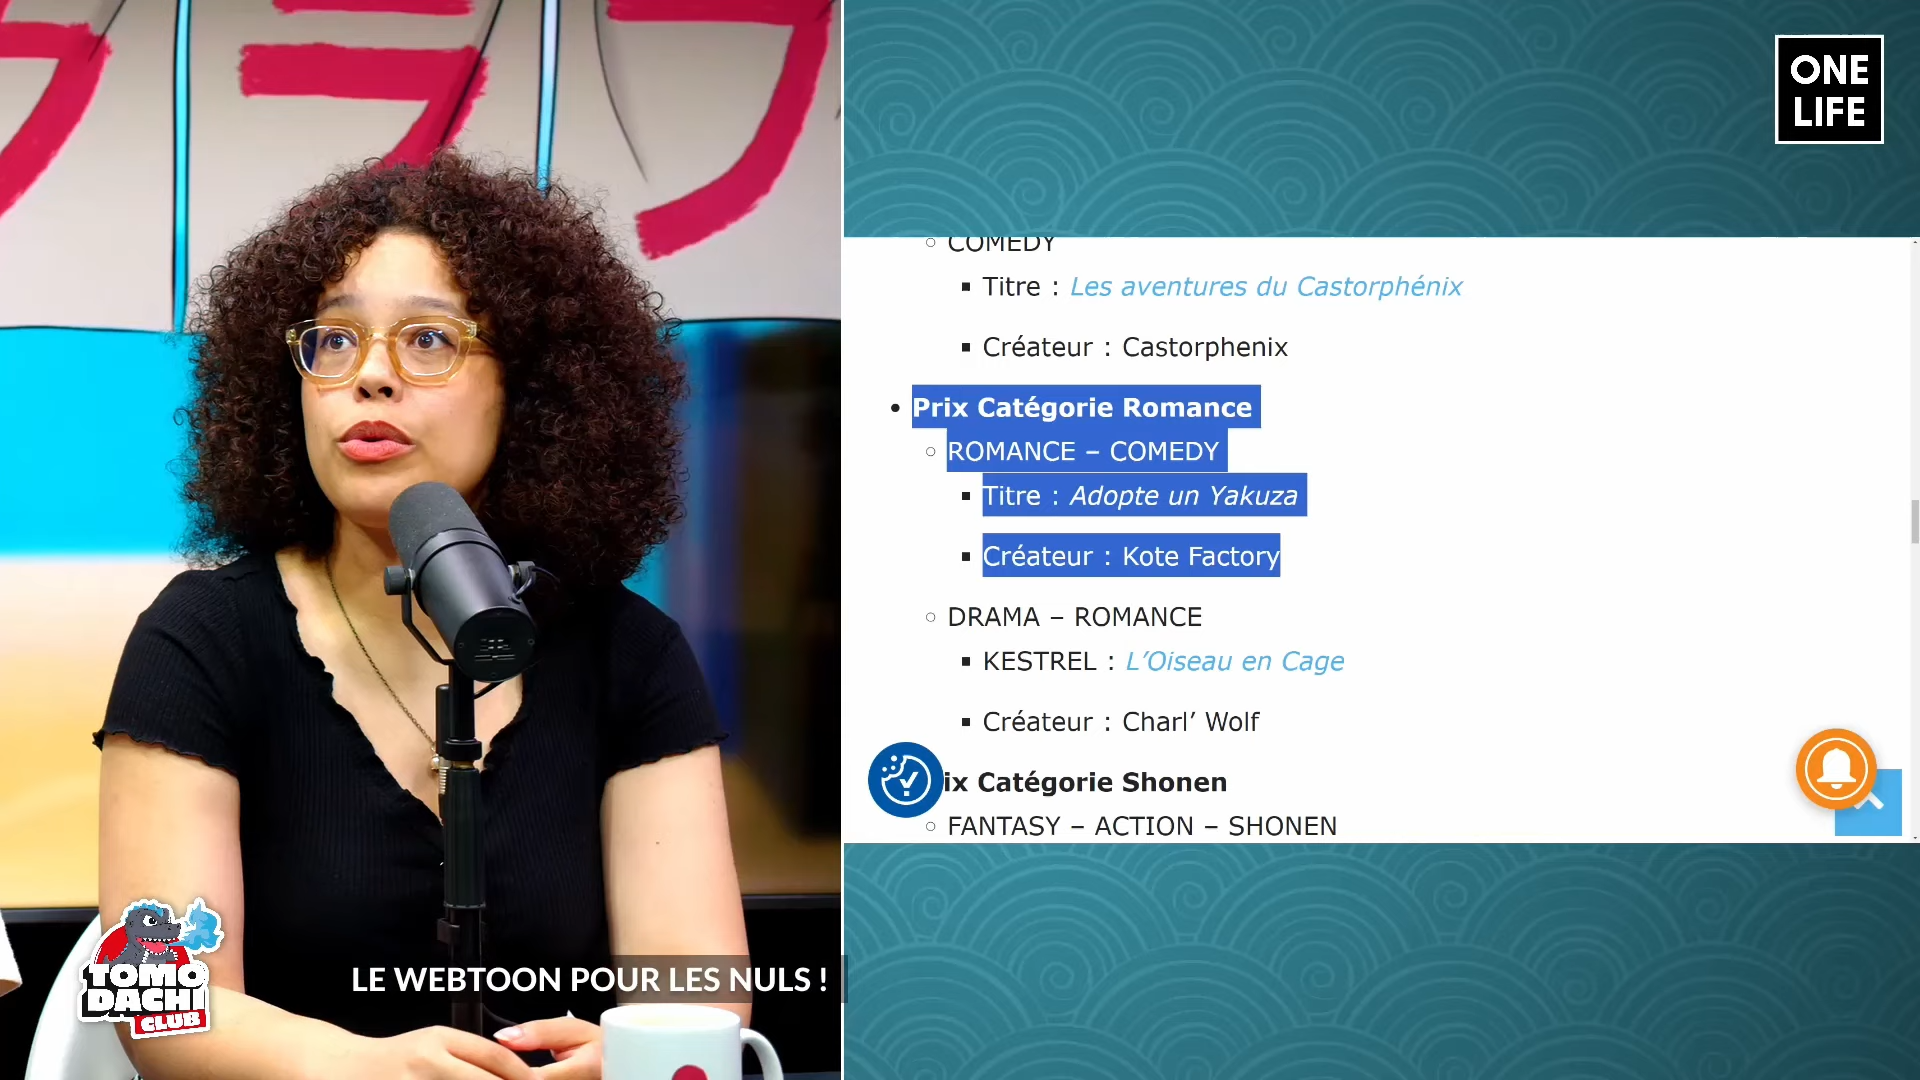 ONE
LIFE
COMEDY
Titre : Les aventures du Castorphénix
Créateur : Castorphenix
Prix Catégorie Romance
ROMANCE – COMEDY
Titre : Adopte un Yakuza
Créateur : Kote Factory
DRAMA – ROMANCE
KESTREL : L’Oiseau en Cage
Créateur : Charl’ Wolf
ix Catégorie Shonen
FANTASY – ACTION – SHONEN
TOMO
DACHI
CLUB
LE WEBTOON POUR LES NULS !